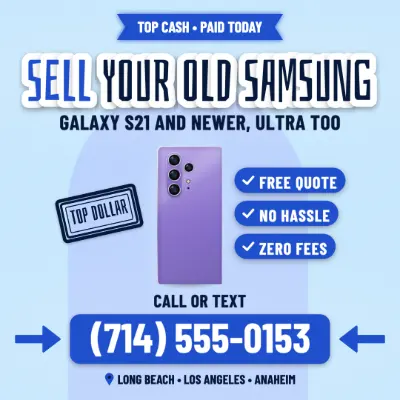 TOP CASH • PAID TODAY
SELL YOUR OLD SAMSUNG
GALAXY S21 AND NEWER, ULTRA TOO
TOP DOLLAR
FREE QUOTE
NO HASSLE
ZERO FEES
CALL OR TEXT
(714) 555-0153
LONG BEACH • LOS ANGELES • ANAHEIM